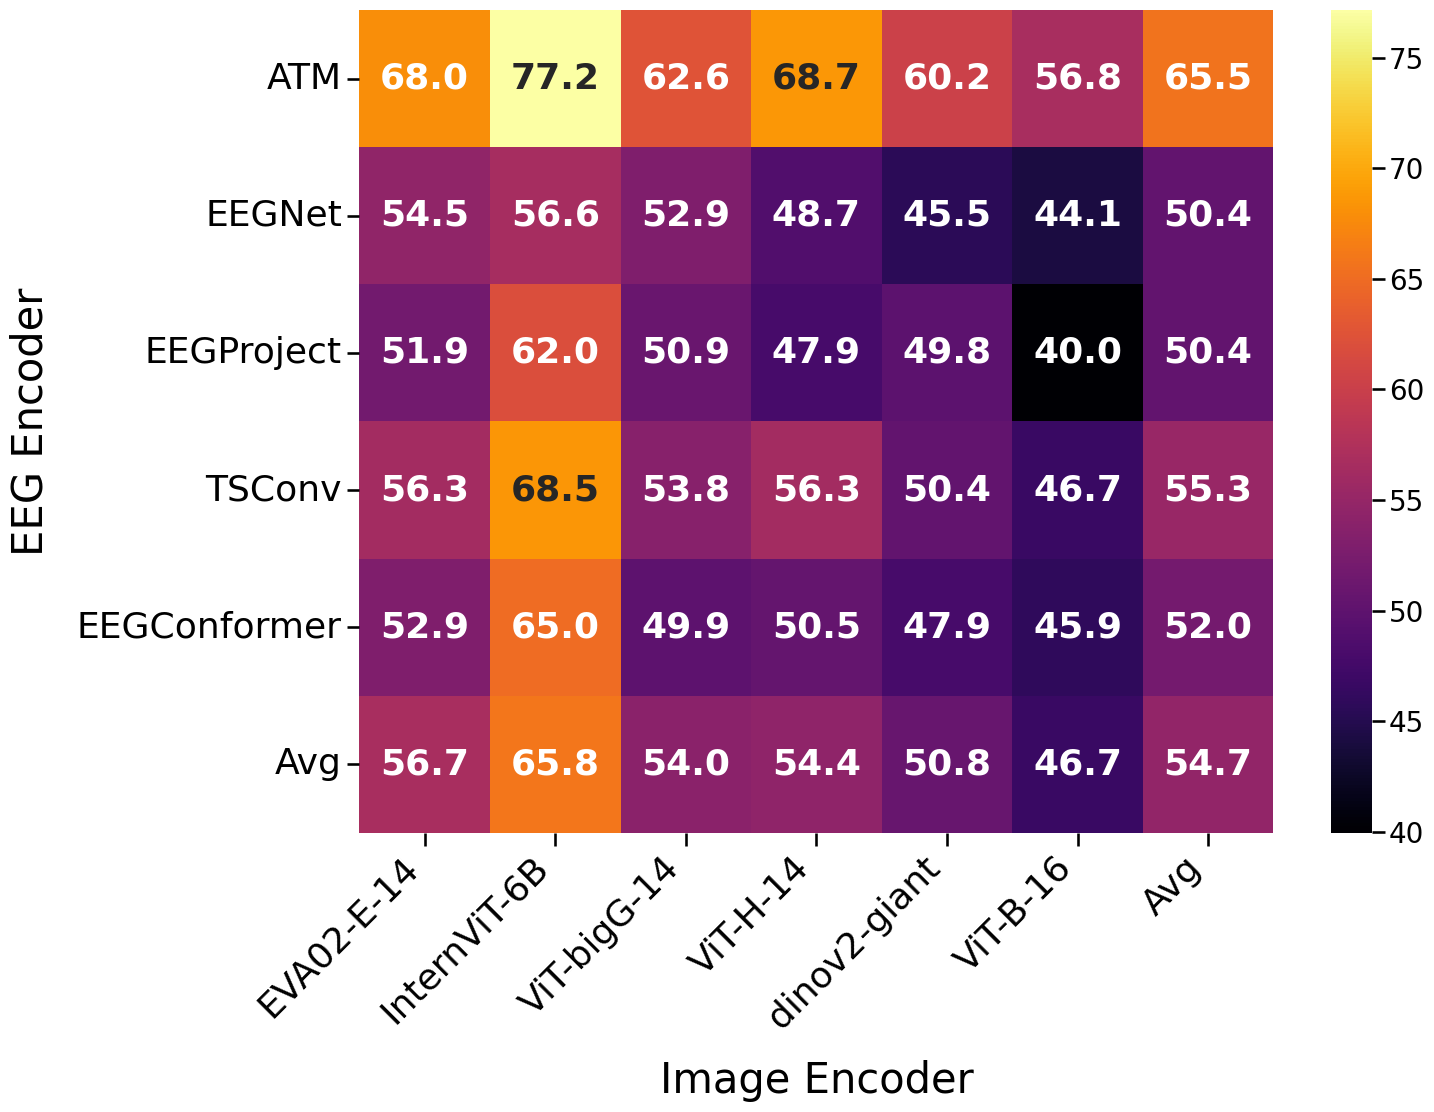 ATM 68.0 77.2 62.6 68.7 60.2 56.8 65.5
EEGNet 54.5 56.6 52.9 48.7 45.5 44.1 50.4
EEGProject 51.9 62.0 50.9 47.9 49.8 40.0 50.4
TSConv 56.3 68.5 53.8 56.3 50.4 46.7 55.3
EEGConformer 52.9 65.0 49.9 50.5 47.9 45.9 52.0
Avg 56.7 65.8 54.0 54.4 50.8 46.7 54.7
EEG Encoder
EVA02-E-14
InternViT-6B
ViT-bigG-14
ViT-H-14
dinov2-giant
ViT-B-16
Avg
Image Encoder
75
70
65
60
55
50
45
40